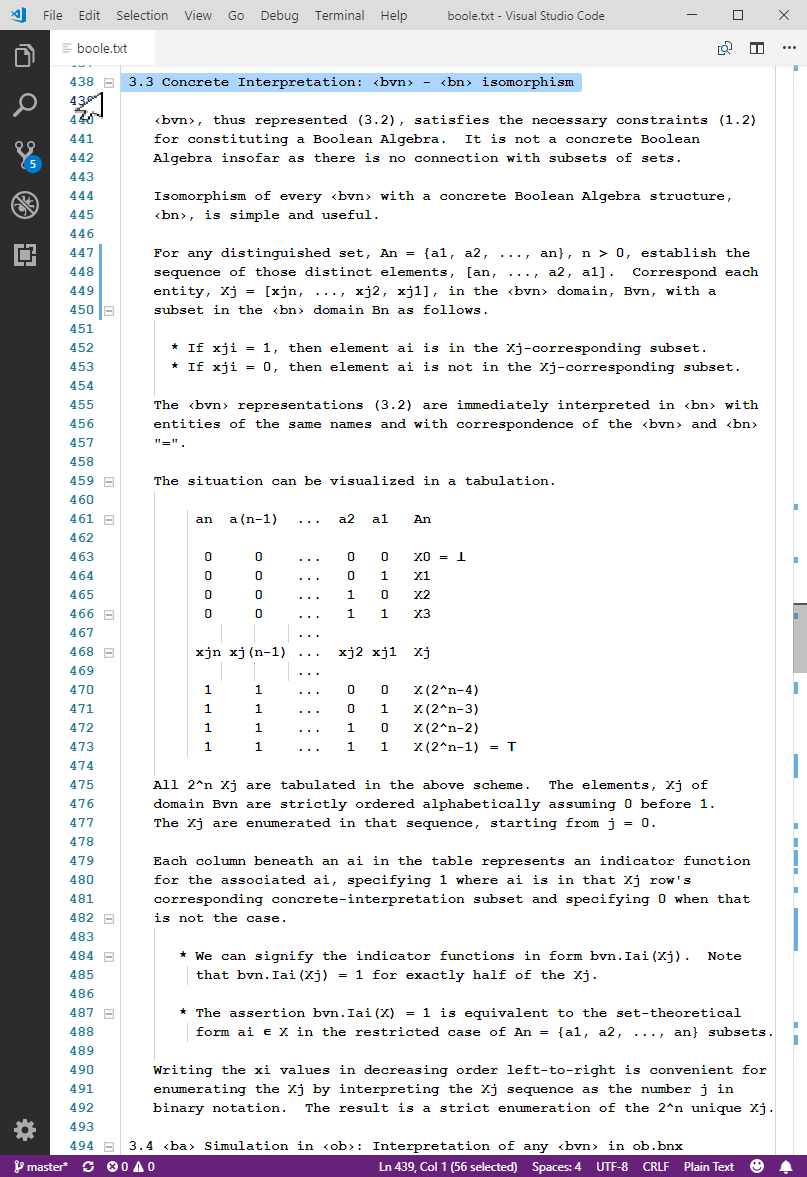 File Edit Selection View Go Debug Terminal Help boole.txt - Visual Studio Code
boole.txt
438 3.3 Concrete Interpretation: ‹bvn› - ‹bn› isomorphism
439
440 ‹bvn›, thus represented (3.2), satisfies the necessary constraints (1.2)
441 for constituting a Boolean Algebra.  It is not a concrete Boolean
442 Algebra insofar as there is no connection with subsets of sets.
443
444 Isomorphism of every ‹bvn› with a concrete Boolean Algebra structure,
445 ‹bn›, is simple and useful.
446
447 For any distinguished set, An = {a1, a2, ..., an}, n > 0, establish the
448 sequence of those distinct elements, [an, ..., a2, a1].  Correspond each
449 entity, Xj = [xjn, ..., xj2, xj1], in the ‹bvn› domain, Bvn, with a
450 subset in the ‹bn› domain Bn as follows.
451
452 * If xji = 1, then element ai is in the Xj-corresponding subset.
453 * If xji = 0, then element ai is not in the Xj-corresponding subset.
454
455 The ‹bvn› representations (3.2) are immediately interpreted in ‹bn› with
456 entities of the same names and with correspondence of the ‹bvn› and ‹bn›
457 "=".
458
459 The situation can be visualized in a tabulation.
460
461 an a(n-1) ... a2 a1 An
462
463 0 0 ... 0 0 X0 = ⊥
464 0 0 ... 0 1 X1
465 0 0 ... 1 0 X2
466 0 0 ... 1 1 X3
467 ...
468 xjn xj(n-1) ... xj2 xj1 Xj
469 ...
470 1 1 ... 0 0 X(2^n-4)
471 1 1 ... 0 1 X(2^n-3)
472 1 1 ... 1 0 X(2^n-2)
473 1 1 ... 1 1 X(2^n-1) = ⊤
474
475 All 2^n Xj are tabulated in the above scheme.  The elements, Xj of
476 domain Bvn are strictly ordered alphabetically assuming 0 before 1.
477 The Xj are enumerated in that sequence, starting from j = 0.
478
479 Each column beneath an ai in the table represents an indicator function
480 for the associated ai, specifying 1 where ai is in that Xj row's
481 corresponding concrete-interpretation subset and specifying 0 when that
482 is not the case.
483
484 * We can signify the indicator functions in form bvn.Iai(Xj).  Note
485 that bvn.Iai(Xj) = 1 for exactly half of the Xj.
486
487 * The assertion bvn.Iai(X) = 1 is equivalent to the set-theoretical
488 form ai ∈ X in the restricted case of An = {a1, a2, ..., an} subsets.
489
490 Writing the xi values in decreasing order left-to-right is convenient for
491 enumerating the Xj by interpreting the Xj sequence as the number j in
492 binary notation.  The result is a strict enumeration of the 2^n unique Xj.
493
494 3.4 ‹ba› Simulation in ‹ob›: Interpretation of any ‹bvn› in ob.bnx
5
master* 0 0 Ln 439, Col 1 (56 selected) Spaces: 4 UTF-8 CRLF Plain Text